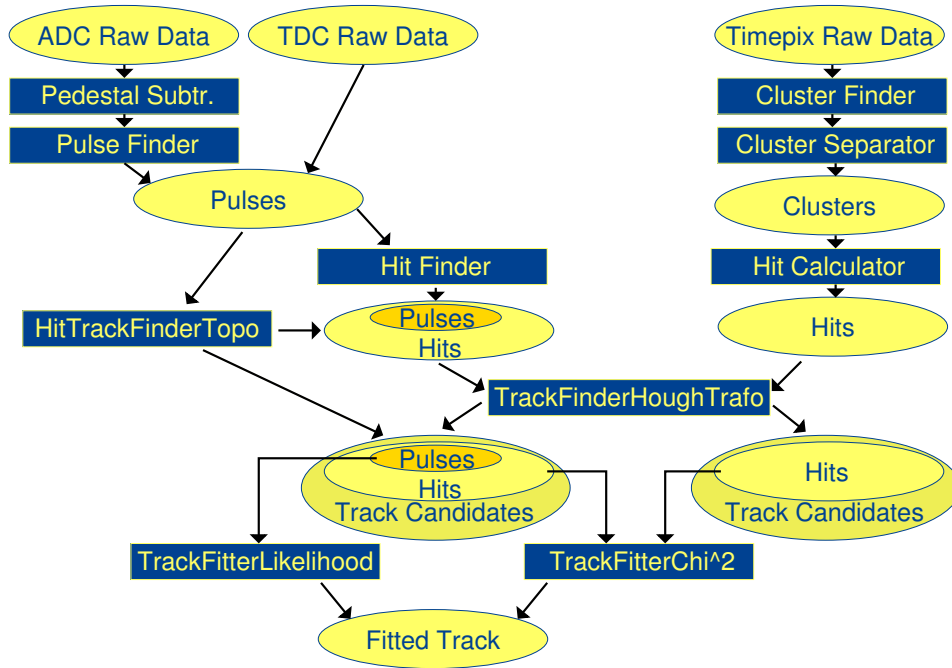 ADC Raw Data
TDC Raw Data
Timepix Raw Data
Pedestal Subtr.
Cluster Finder
Pulse Finder
Cluster Separator
Pulses
Clusters
Hit Finder
Hit Calculator
HitTrackFinderTopo
Pulses
Hits
Hits
TrackFinderHoughTrafo
Pulses
Hits
Track Candidates
Hits
Track Candidates
TrackFitterLikelihood
TrackFitterChi^2
Fitted Track